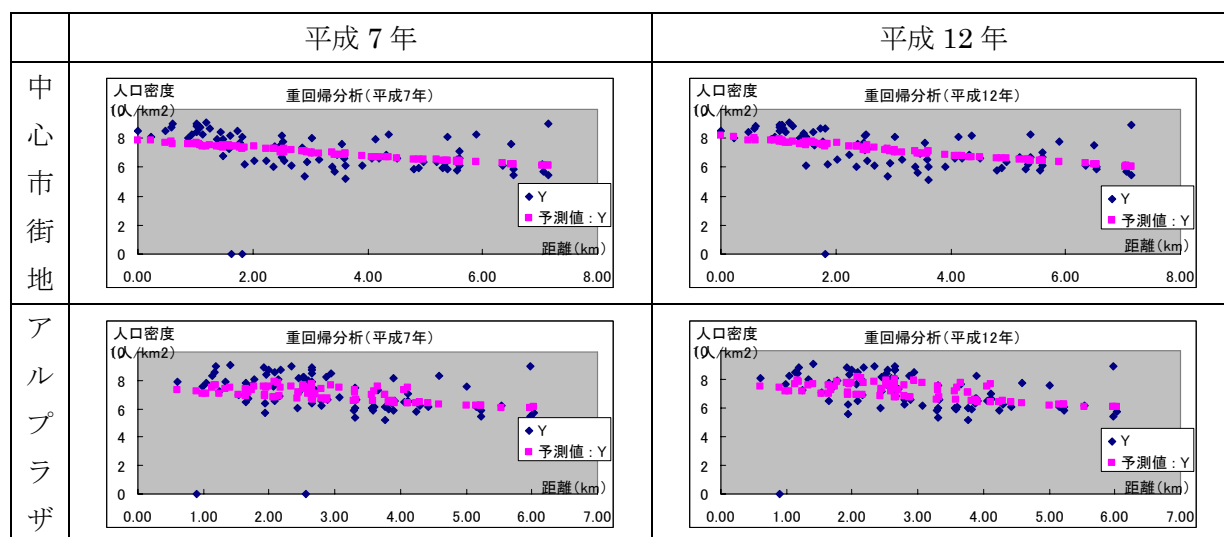 平成 7 年
平成 12 年
中心市街地
人口密度
(人/km2)
重回帰分析(平成7年)
10
8
6
4
2
0
Y
予測値:Y
距離(km)
0.00 2.00 4.00 6.00 8.00
人口密度
(人/km2)
重回帰分析(平成12年)
10
8
6
4
2
0
Y
予測値:Y
距離(km)
0.00 2.00 4.00 6.00 8.00
アルプラザ
人口密度
(人/km2)
重回帰分析(平成7年)
10
8
6
4
2
0
Y
予測値:Y
距離(km)
0.00 1.00 2.00 3.00 4.00 5.00 6.00 7.00
人口密度
(人/km2)
重回帰分析(平成12年)
10
8
6
4
2
0
Y
予測値:Y
距離(km)
0.00 1.00 2.00 3.00 4.00 5.00 6.00 7.00